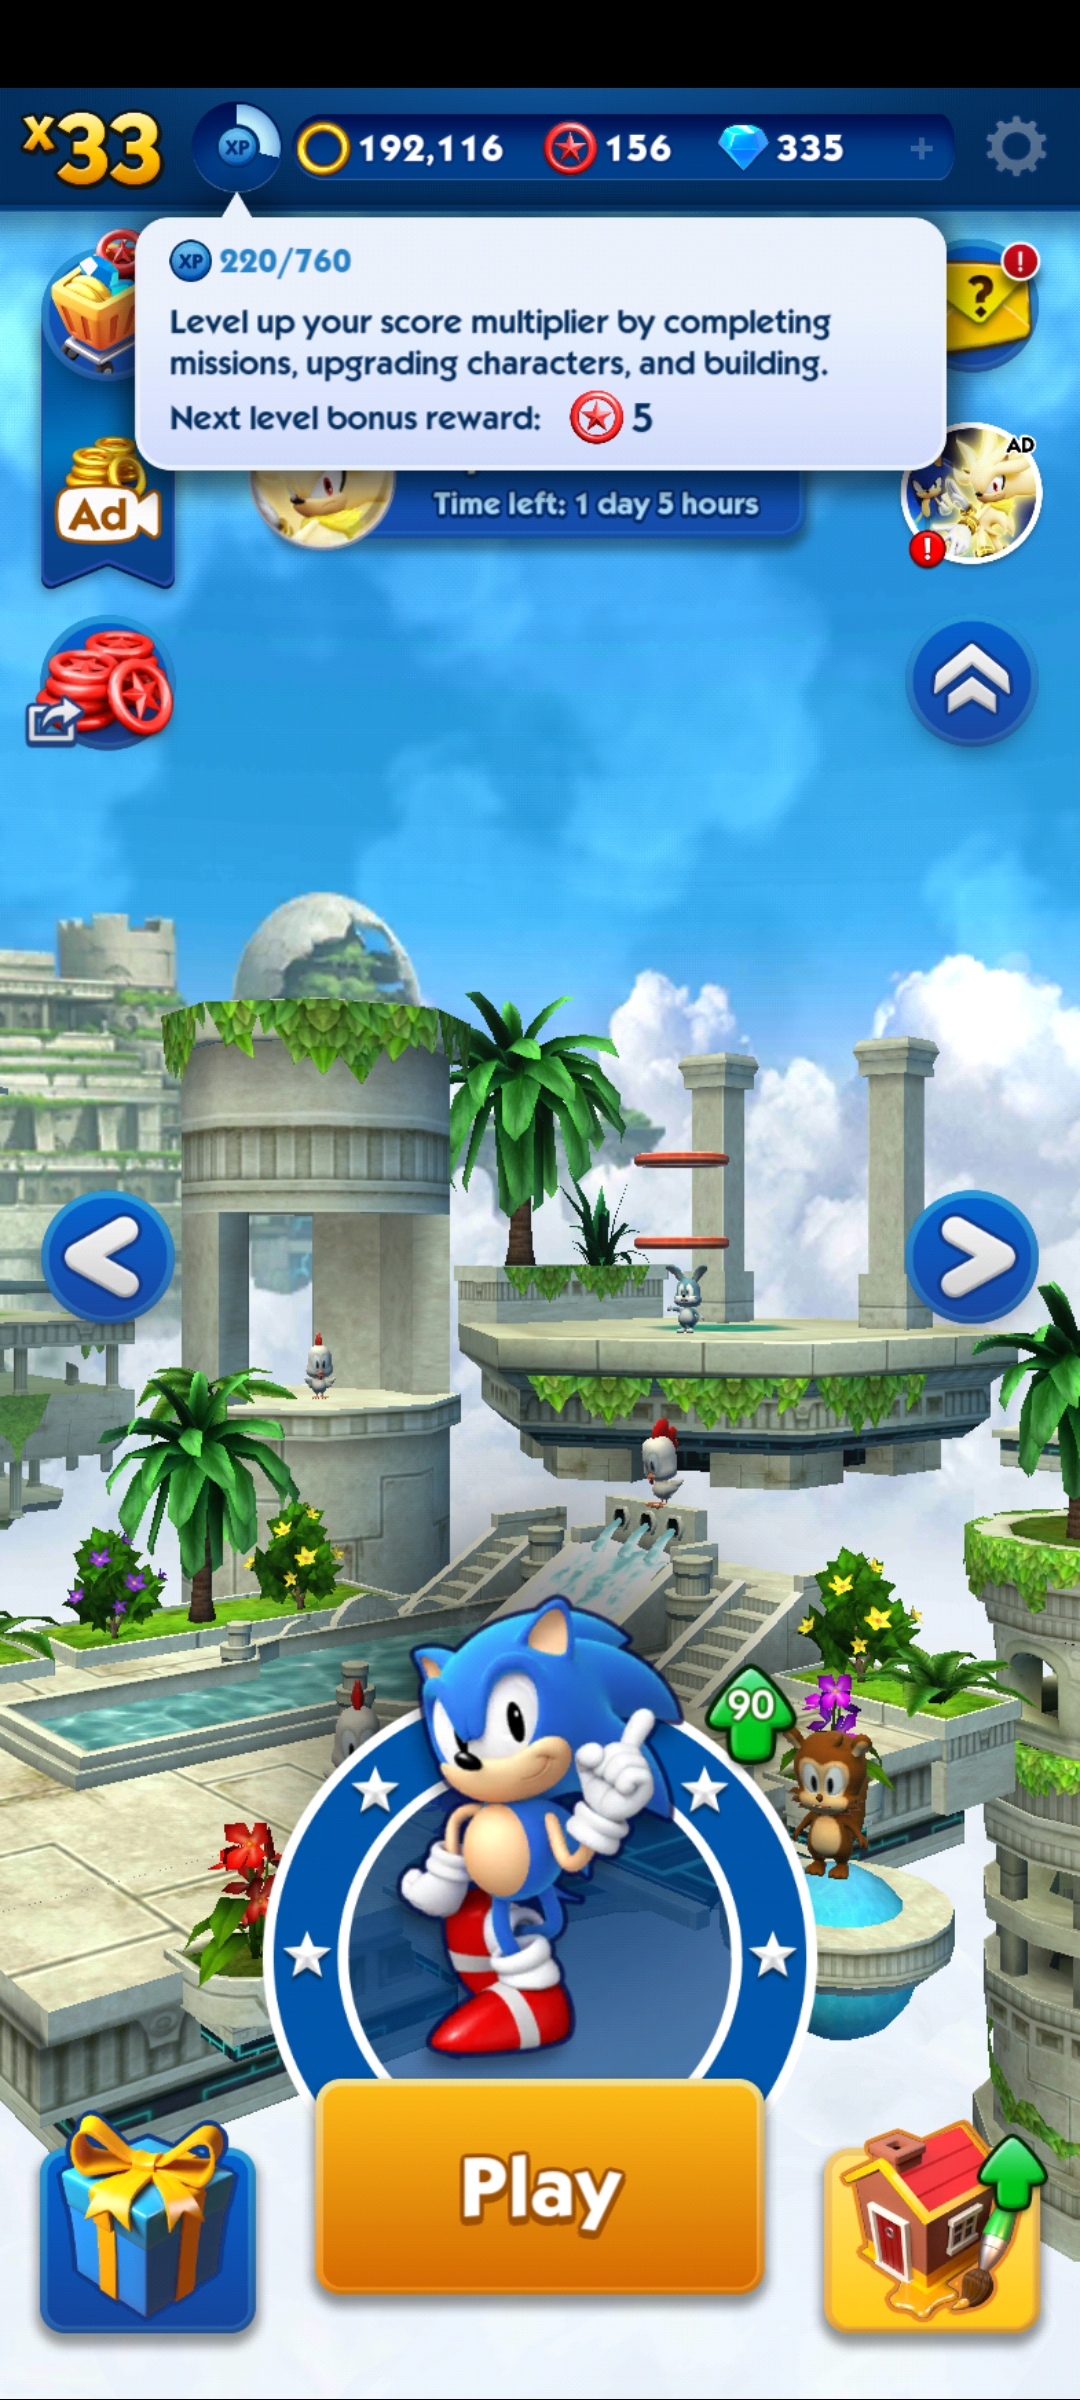 x33
XP
192,116
156
335
+
XP 220/760
Level up your score multiplier by completing
missions, upgrading characters, and building.
Next level bonus reward: 5
?
!
AD
Ad
Time left: 1 day 5 hours
!
90
Play